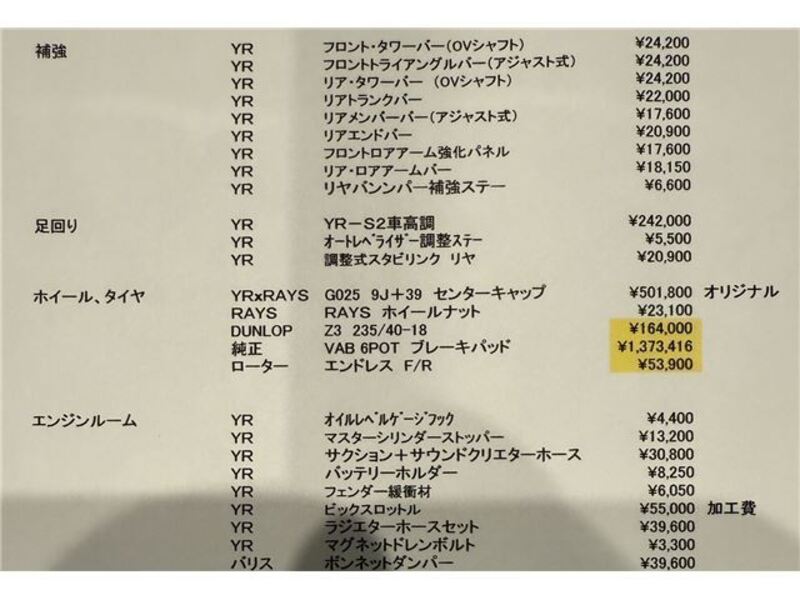 補強 YR フロント・タワーバー(OVシャフト) ¥24,200
YR フロントトライアングルバー(アジャスト式) ¥24,200
YR リア・タワーバー (OVシャフト) ¥24,200
YR リアトランクバー ¥22,000
YR リアメンバーバー(アジャスト式) ¥17,600
YR リアエンドバー ¥20,900
YR フロントロアアーム強化パネル ¥17,600
YR リア・ロアアームバー ¥18,150
YR リヤバンンパー補強ステー ¥6,600
足回り YR YR－S2車高調 ¥242,000
YR オートレベライザー調整ステー ¥5,500
YR 調整式スタビリンク リヤ ¥20,900
ホイール、タイヤ YRxRAYS G025 9J＋39 センターキャップ ¥501,800 オリジナル
RAYS RAYS ホイールナット ¥23,100
DUNLOP Z3 235/40-18 ¥164,000
純正 VAB 6POT ブレーキパッド ¥1,373,416
ローター エンドレス F/R ¥53,900
エンジンルーム YR オイルレベルゲージフック ¥4,400
YR マスターシリンダーストッパー ¥13,200
YR サクション＋サウンドクリエターホース ¥30,800
YR バッテリーホルダー ¥8,250
YR フェンダー緩衝材 ¥6,050
YR ビックスロットル ¥55,000 加工費
YR ラジエターホースセット ¥39,600
YR マグネットドレンボルト ¥3,300
バリス ボンネットダンパー ¥39,600